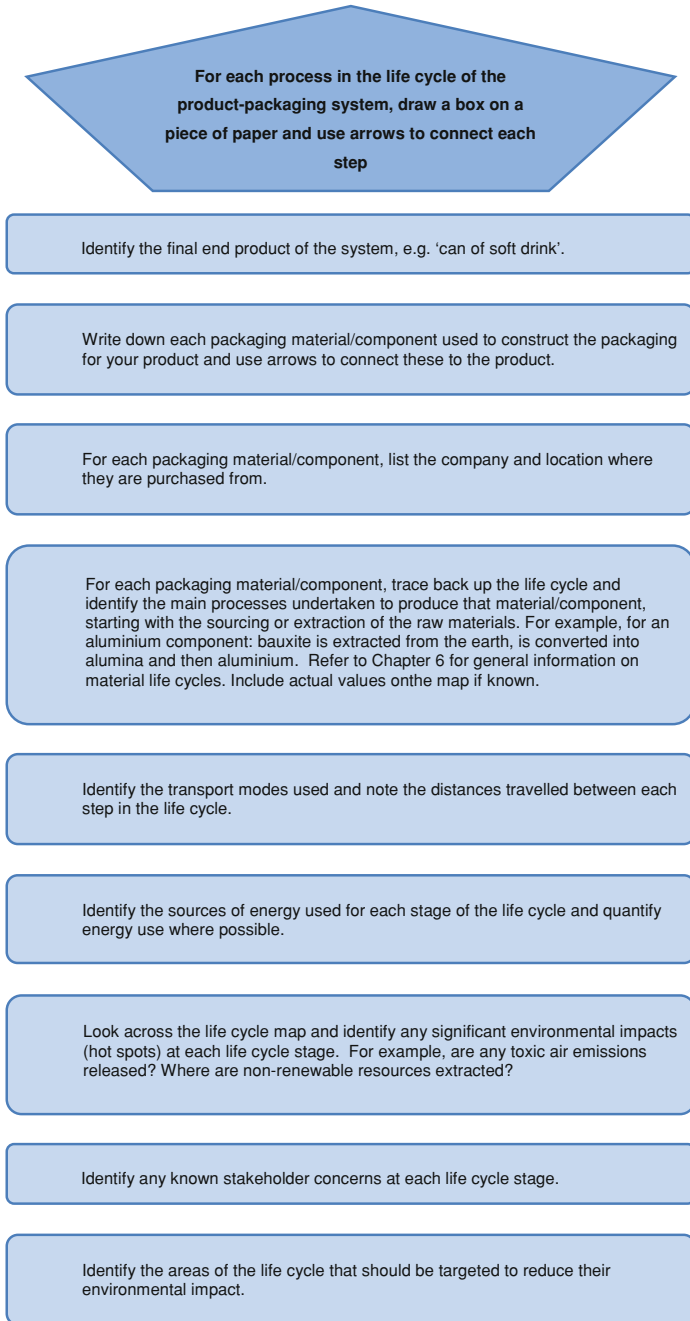 For each process in the life cycle of the
product-packaging system, draw a box on a
piece of paper and use arrows to connect each
step
Identify the final end product of the system, e.g. ‘can of soft drink’.
Write down each packaging material/component used to construct the packaging
for your product and use arrows to connect these to the product.
For each packaging material/component, list the company and location where
they are purchased from.
For each packaging material/component, trace back up the life cycle and
identify the main processes undertaken to produce that material/component,
starting with the sourcing or extraction of the raw materials. For example, for an
aluminium component: bauxite is extracted from the earth, is converted into
alumina and then aluminium. Refer to Chapter 6 for general information on
material life cycles. Include actual values onthe map if known.
Identify the transport modes used and note the distances travelled between each
step in the life cycle.
Identify the sources of energy used for each stage of the life cycle and quantify
energy use where possible.
Look across the life cycle map and identify any significant environmental impacts
(hot spots) at each life cycle stage. For example, are any toxic air emissions
released? Where are non-renewable resources extracted?
Identify any known stakeholder concerns at each life cycle stage.
Identify the areas of the life cycle that should be targeted to reduce their
environmental impact.